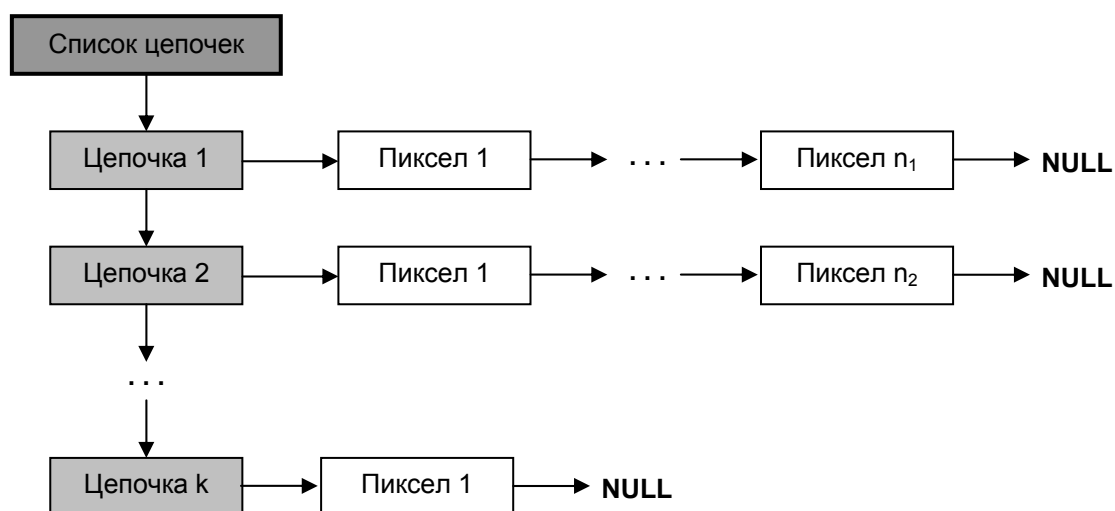 Список цепочек
Цепочка 1 Пиксел 1 . . . Пиксел n₁ NULL
Цепочка 2 Пиксел 1 . . . Пиксел n₂ NULL
. . .
Цепочка k Пиксел 1 NULL